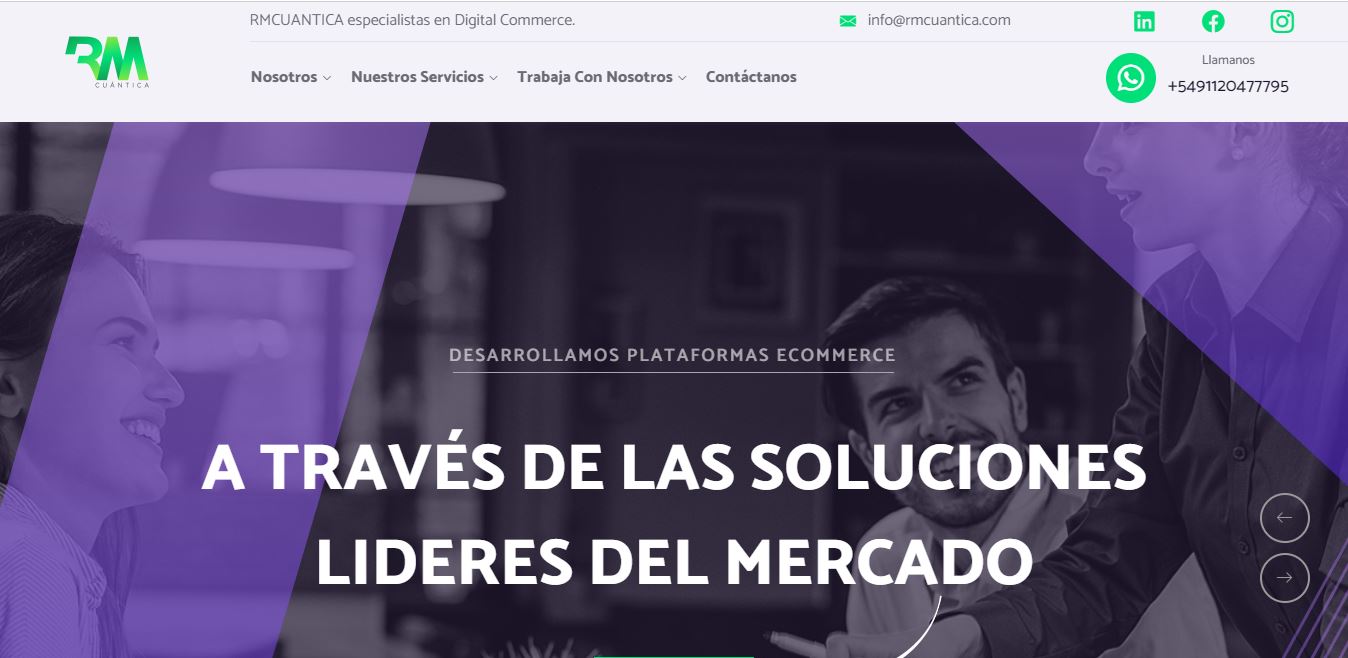 RM
CUÁNTICA
RMCUANTICA especialistas en Digital Commerce.
info@rmcuantica.com
Nosotros
Nuestros Servicios
Trabaja Con Nosotros
Contáctanos
Llamanos
+5491120477795
DESARROLLAMOS PLATAFORMAS ECOMMERCE
A TRAVÉS DE LAS SOLUCIONES
LIDERES DEL MERCADO